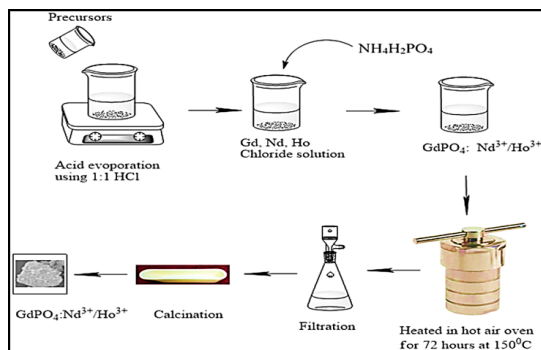 Precursors
NH4H2PO4
Acid evoporation
using 1:1 HCl
Gd, Nd, Ho
Chloride solution
GdPO₄: Nd³⁺/Ho³⁺
GdPO₄:Nd³⁺/Ho³⁺
Calcination
Filtration
Heated in hot air oven
for 72 hours at 150⁰C